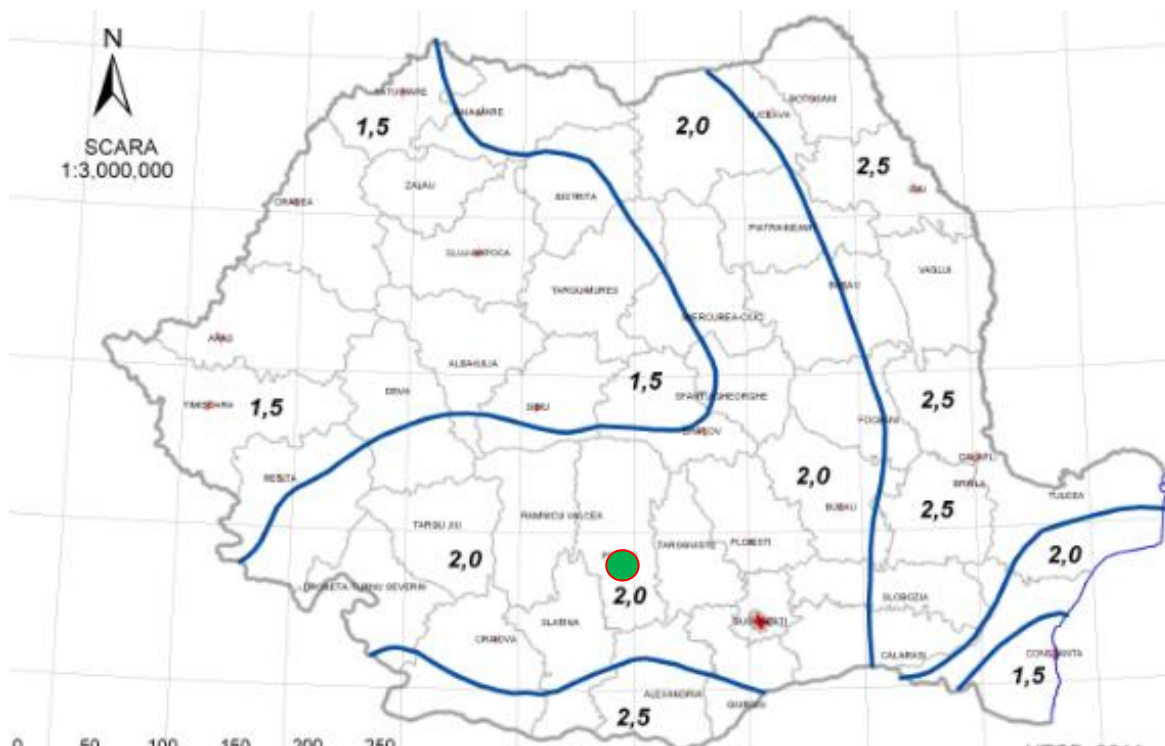 N
SCARA
1:3,000,000
SATU MARE
BAIA MARE
BOTOSANI
SUCEAVA
1,5
2,0
2,5
ZALAU
BISTRITA
ORADEA
CLUJ-NAPOCA
PIATRA-NEAMT
VASLUI
TARGU-MURES
BACAU
MIERCUREA-CIUC
ARAD
ALBA-IULIA
DEVA
1,5
SFANTU GHEORGHE
TIMISOARA
1,5
SIBIU
2,5
BRASOV
FOCSANI
GALATI
RESITA
2,0
BRAILA
TULCEA
BUZAU
2,5
RAMNICU VALCEA
TARGU JIU
TARGOVISTE
PLOIESTI
2,0
2,0
DROBETA-TURNU SEVERIN
2,0
SLOBOZIA
SLATINA
CRAIOVA
CALARASI
CONSTANTA
1,5
ALEXANDRIA
GIURGIU
2,5
0 50 100 150 200 250